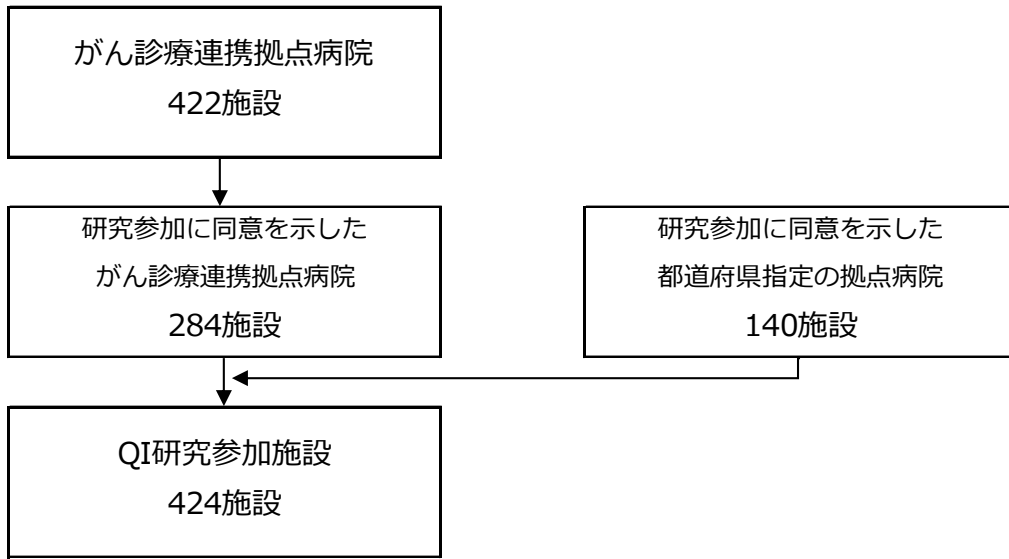 がん診療連携拠点病院
422施設
研究参加に同意を示した
がん診療連携拠点病院
284施設
研究参加に同意を示した
都道府県指定の拠点病院
140施設
QI研究参加施設
424施設